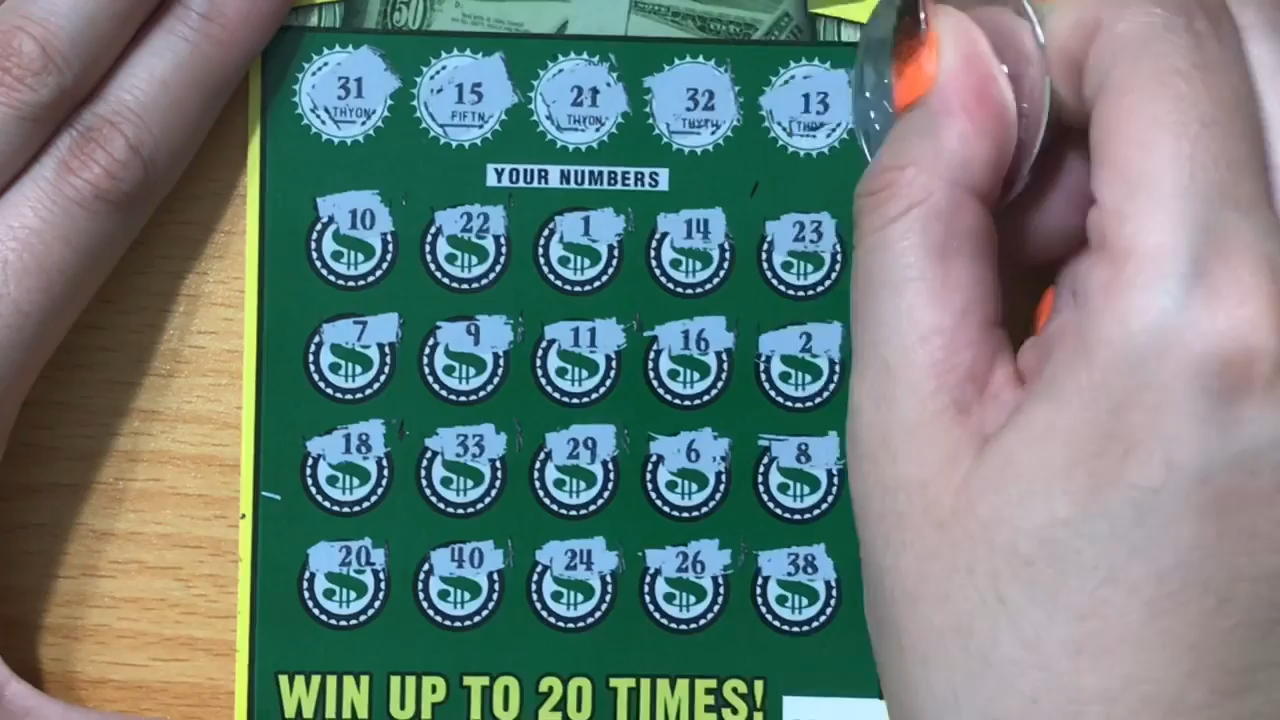 50
31 15 21 32 13
THYON FIFTN THYON
YOUR NUMBERS
10 22 1 14 23
7 9 11 16 2
18 33 29 6 8
20 40 24 26 38
WIN UP TO 20 TIMES!